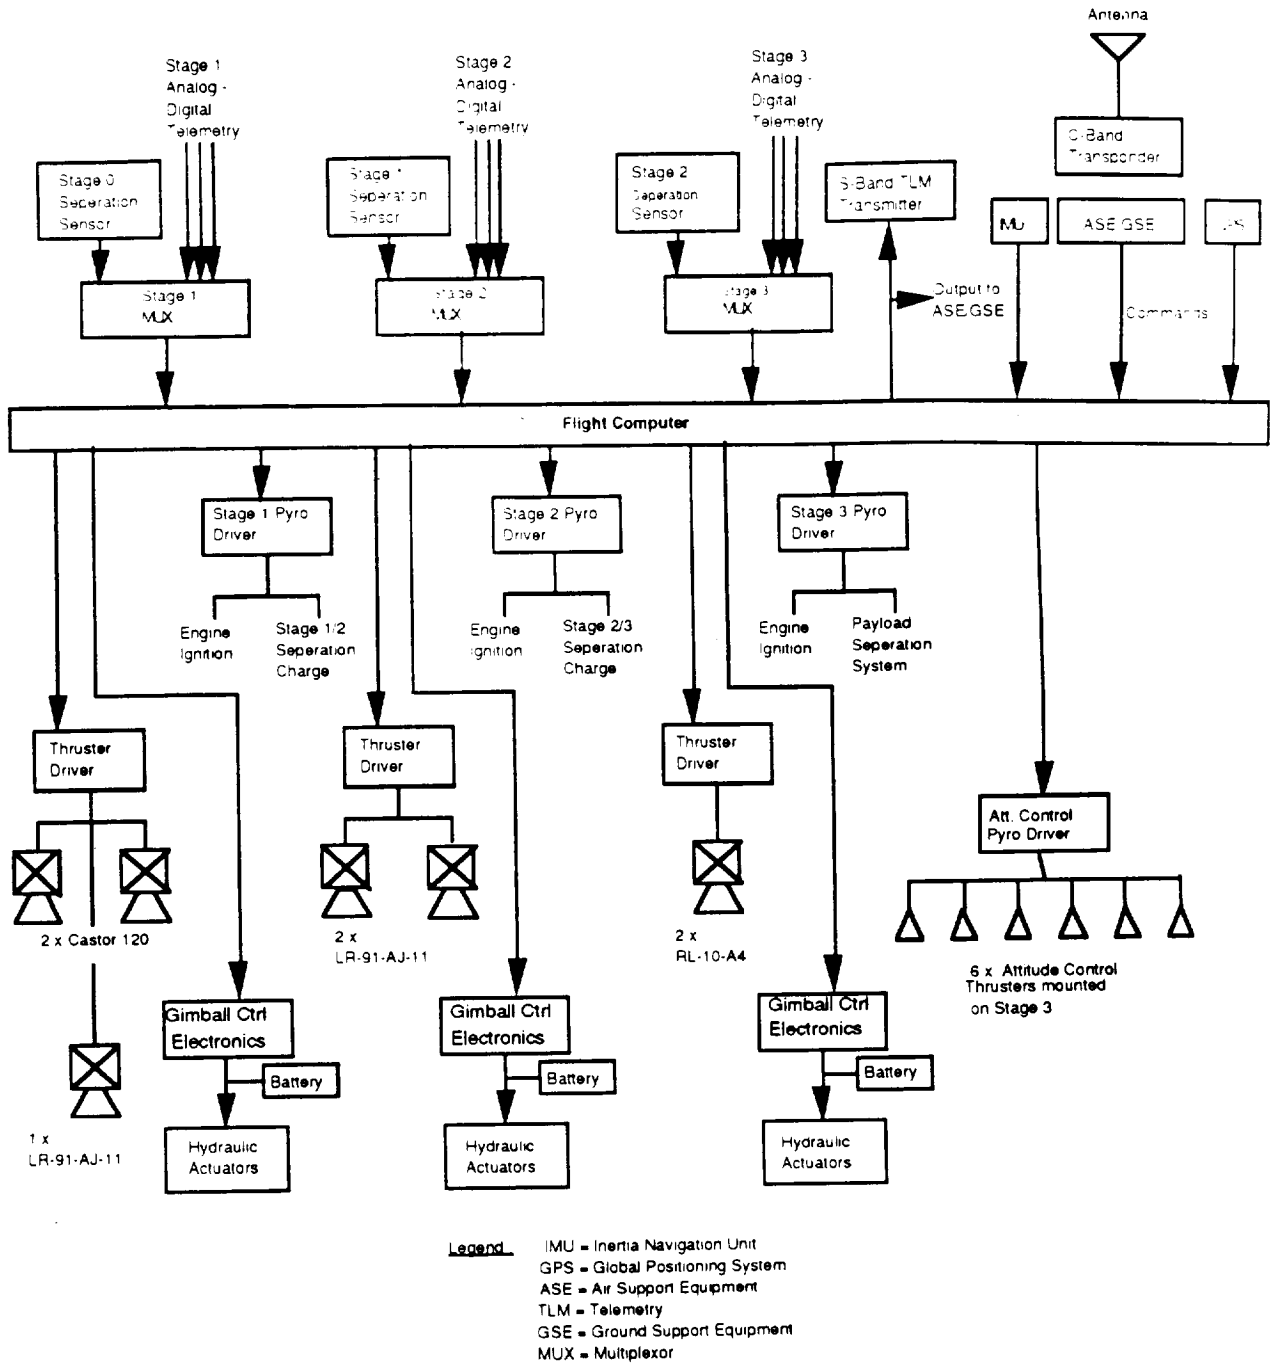 Antenna
Stage 1
Analog -
Digital
Telemetry
Stage 2
Analog -
Digital
Telemetry
Stage 3
Analog -
Digital
Telemetry
C-Band
Transponder
Stage 0
Seperation
Sensor
Stage 1
Seperation
Sensor
Stage 2
Seperation
Sensor
S-Band TLM
Transmitter
IMU
ASE/GSE
GPS
Stage 1
MUX
Stage 2
MUX
Stage 3
MUX
Output to
ASE/GSE
Commands
Flight Computer
Stage 1 Pyro
Driver
Stage 2 Pyro
Driver
Stage 3 Pyro
Driver
Engine
Ignition
Stage 1/2
Seperation
Charge
Engine
Ignition
Stage 2/3
Seperation
Charge
Engine
Ignition
Payload
Seperation
System
Thruster
Driver
Thruster
Driver
Thruster
Driver
Att. Control
Pyro Driver
2 x Castor 120
2 x
LR-91-AJ-11
2 x
RL-10-A4
6 x Attitude Control
Thrusters mounted
on Stage 3
Gimball Ctrl
Electronics
Gimball Ctrl
Electronics
Gimball Ctrl
Electronics
Battery
Battery
Battery
1 x
LR-91-AJ-11
Hydraulic
Actuators
Hydraulic
Actuators
Hydraulic
Actuators
Legend
IMU = Inertia Navigation Unit
GPS = Global Positioning System
ASE = Air Support Equipment
TLM = Telemetry
GSE = Ground Support Equipment
MUX = Multiplexor